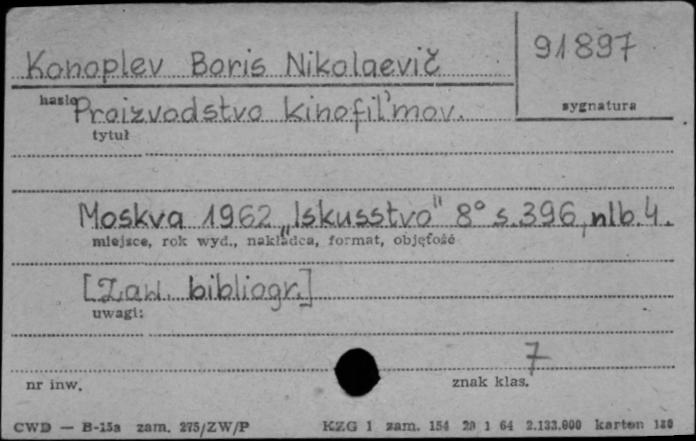 Konoplev Boris Nikolaevič
91897
hasło
sygnatura
Proizvodstvo kinofil'mov.
tytuł
Moskva 1962 „Iskusstvo" 8° s.396, nlb.4.
miejsce, rok wyd., nakładca, format, objętość
[Zaw. bibliogr.]
uwagi:
7
nr inw.
znak klas.
CWD — B-15a zam. 275/ZW/P KZG 1 zam. 154 20 1 64 2.133.000 karton 180